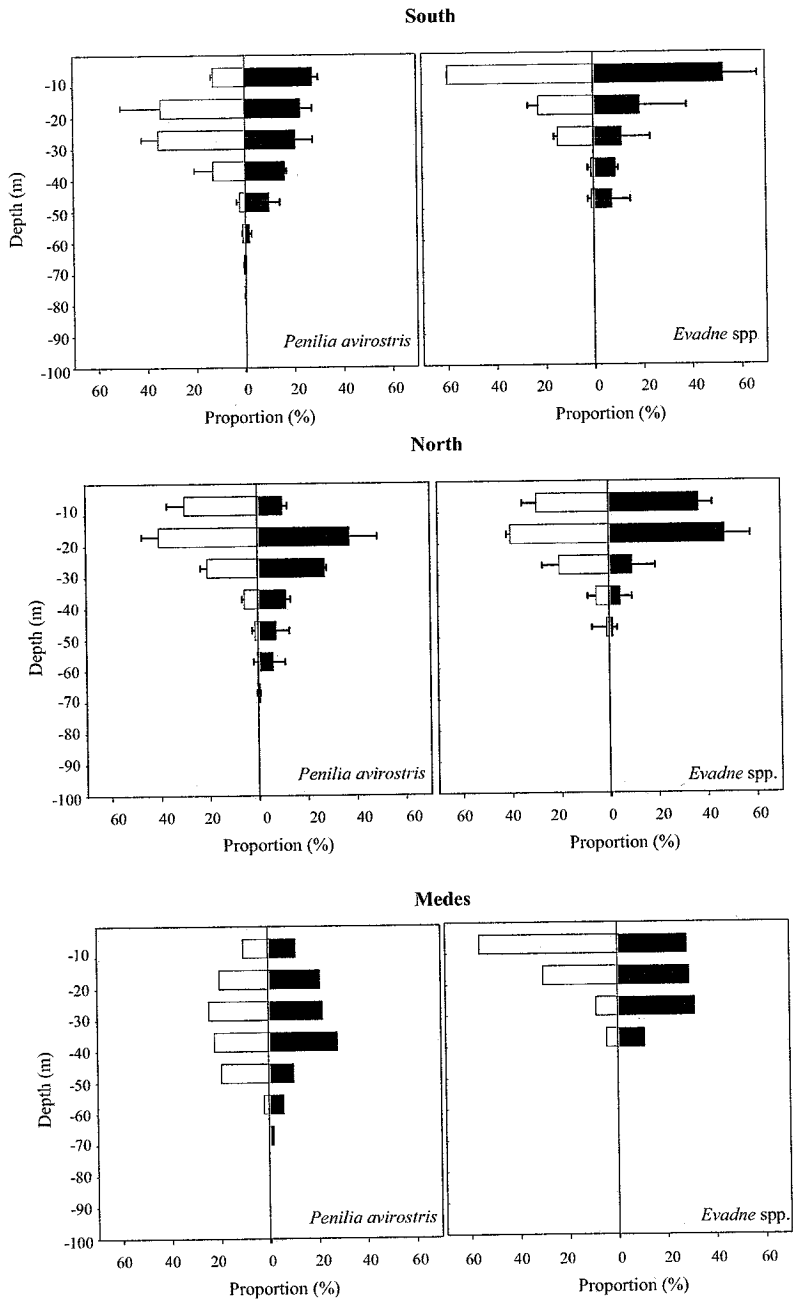 South
-10
-20
-30
-40
-50
-60
-70
-80
-90
-100
Depth (m)
Penilia avirostris
Evadne spp
60 40 20 0 20 40 60
60 40 20 0 20 40 60
Proportion (%)
Proportion (%)
North
-10
-20
-30
-40
-50
-60
-70
-80
-90
-100
Depth (m)
Penilia avirostris
Evadne spp.
60 40 20 0 20 40 60
60 40 20 0 20 40 60
Proportion (%)
Proportion (%)
Medes
-10
-20
-30
-40
-50
-60
-70
-80
-90
-100
Depth (m)
Penilia avirostris
Evadne spp.
60 40 20 0 20 40 60
60 40 20 0 20 40 60
Proportion (%)
Proportion (%)